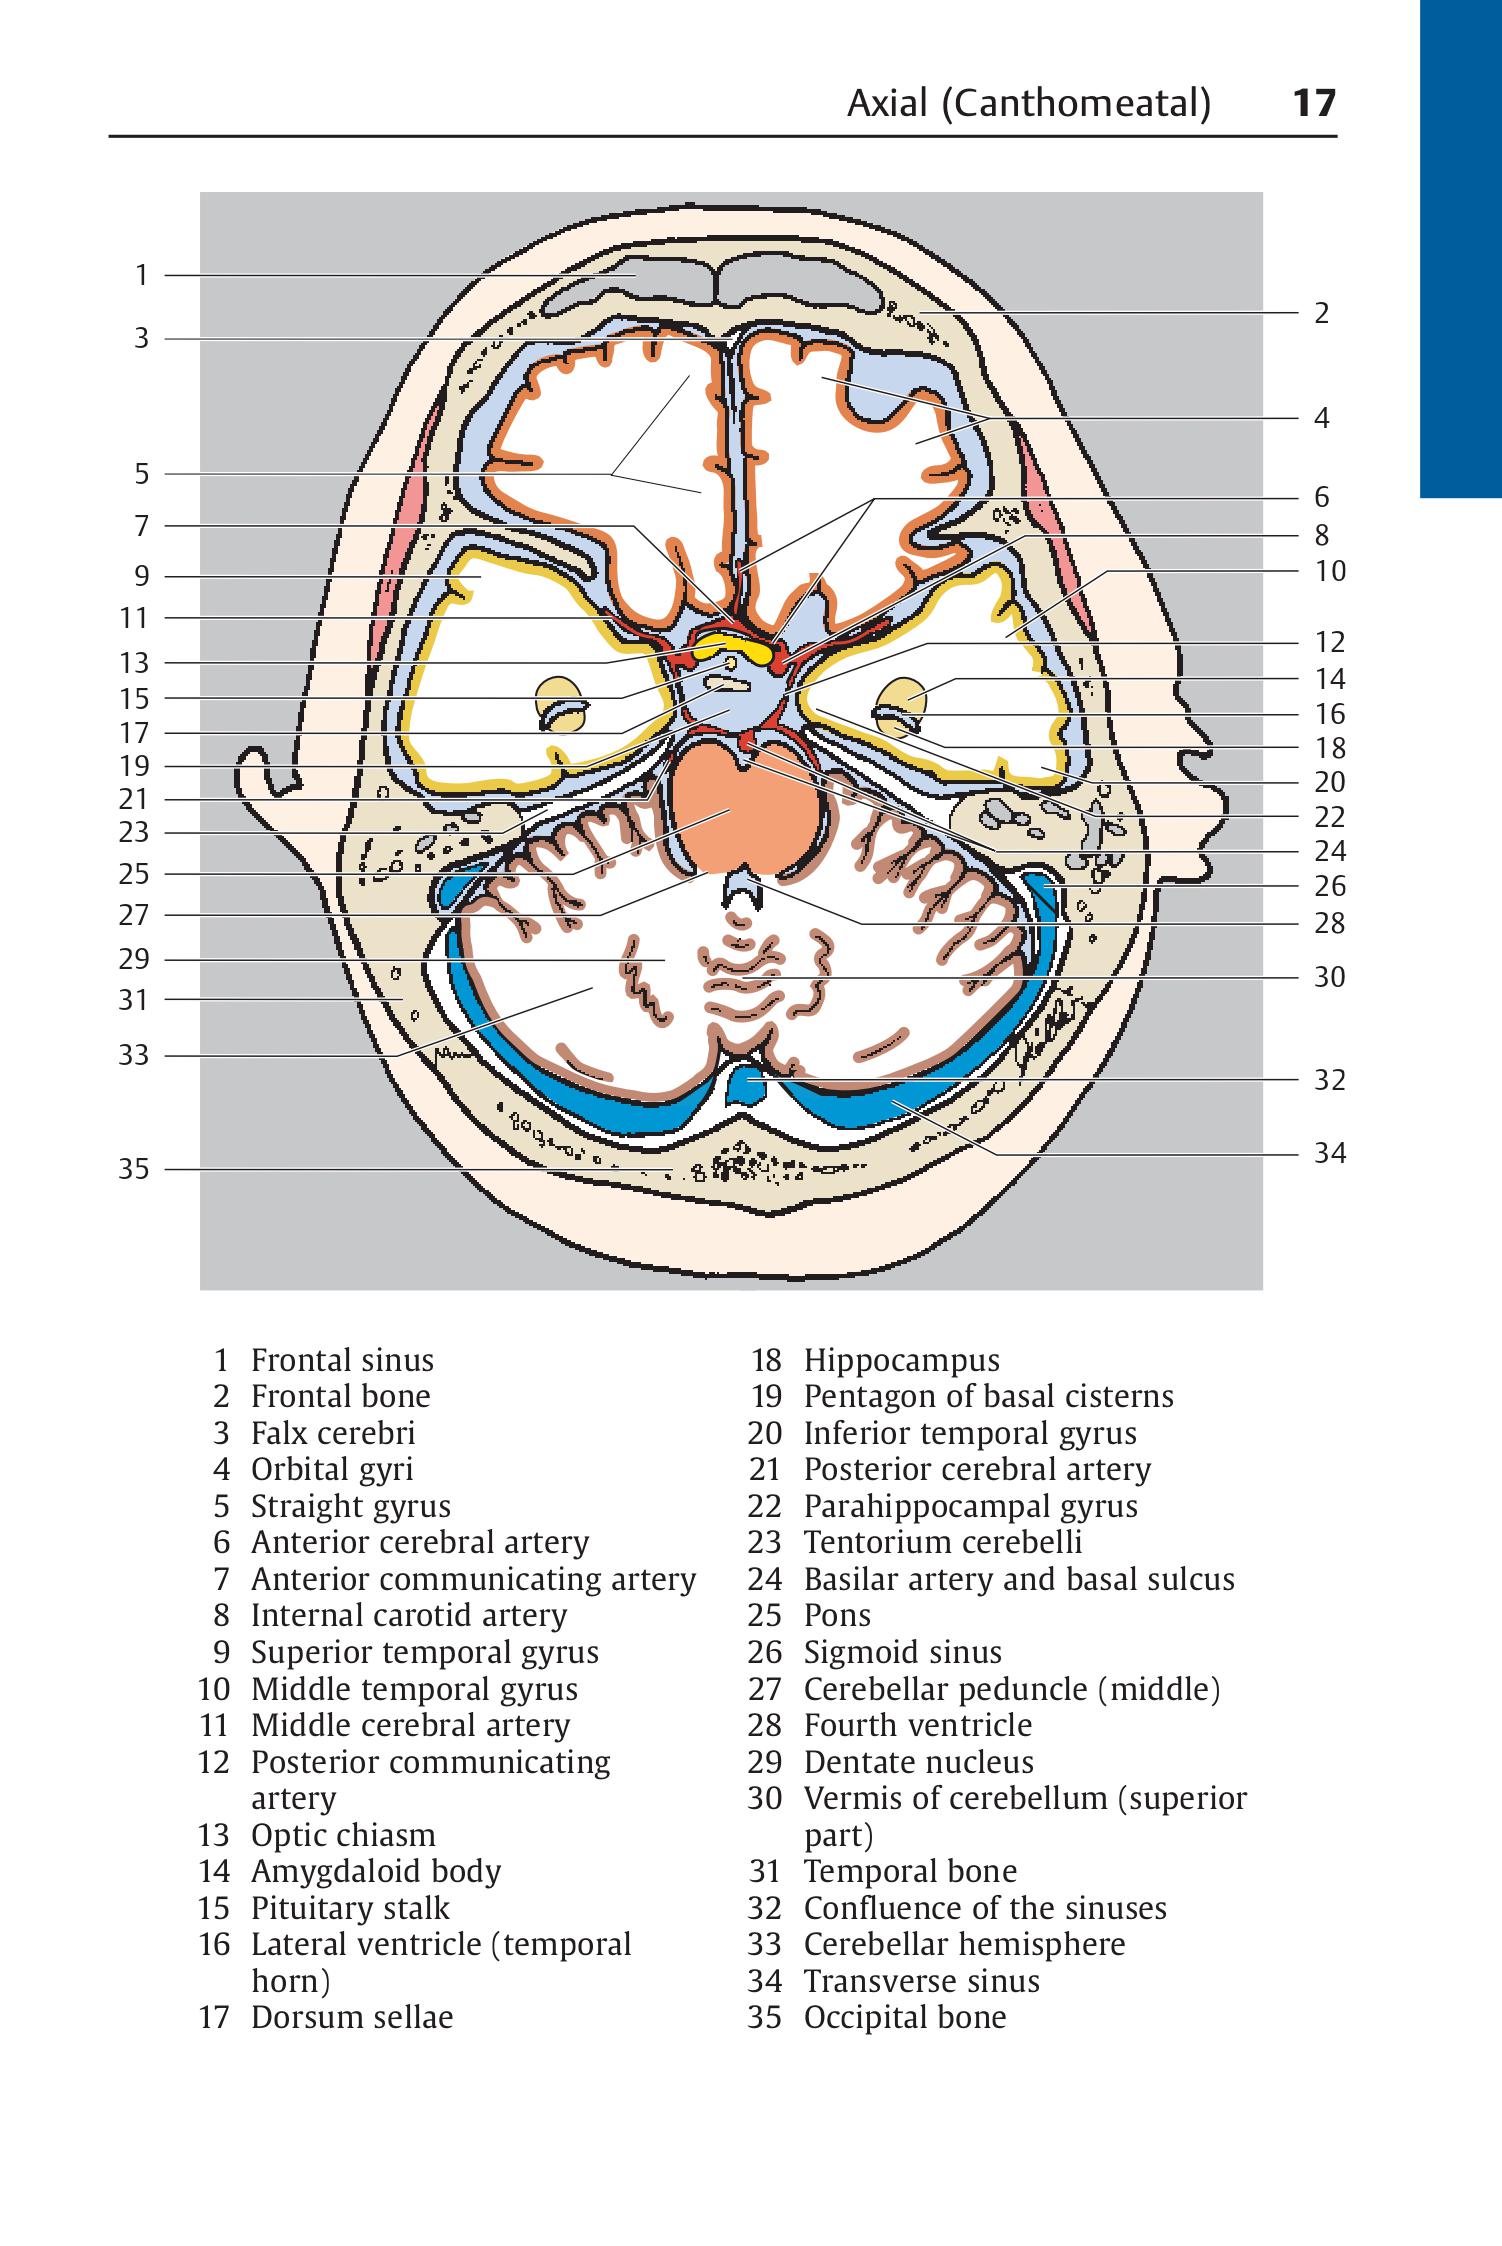 Axial (Canthomeatal) 17
1
2
3
4
5
6
7
8
9
10
11
12
13
14
15
16
17
18
19
20
21
22
23
24
25
26
27
28
29
30
31
33
32
34
35
1 Frontal sinus
2 Frontal bone
3 Falx cerebri
4 Orbital gyri
5 Straight gyrus
6 Anterior cerebral artery
7 Anterior communicating artery
8 Internal carotid artery
9 Superior temporal gyrus
10 Middle temporal gyrus
11 Middle cerebral artery
12 Posterior communicating
artery
13 Optic chiasm
14 Amygdaloid body
15 Pituitary stalk
16 Lateral ventricle (temporal
horn)
17 Dorsum sellae
18 Hippocampus
19 Pentagon of basal cisterns
20 Inferior temporal gyrus
21 Posterior cerebral artery
22 Parahippocampal gyrus
23 Tentorium cerebelli
24 Basilar artery and basal sulcus
25 Pons
26 Sigmoid sinus
27 Cerebellar peduncle (middle)
28 Fourth ventricle
29 Dentate nucleus
30 Vermis of cerebellum (superior
part)
31 Temporal bone
32 Confluence of the sinuses
33 Cerebellar hemisphere
34 Transverse sinus
35 Occipital bone